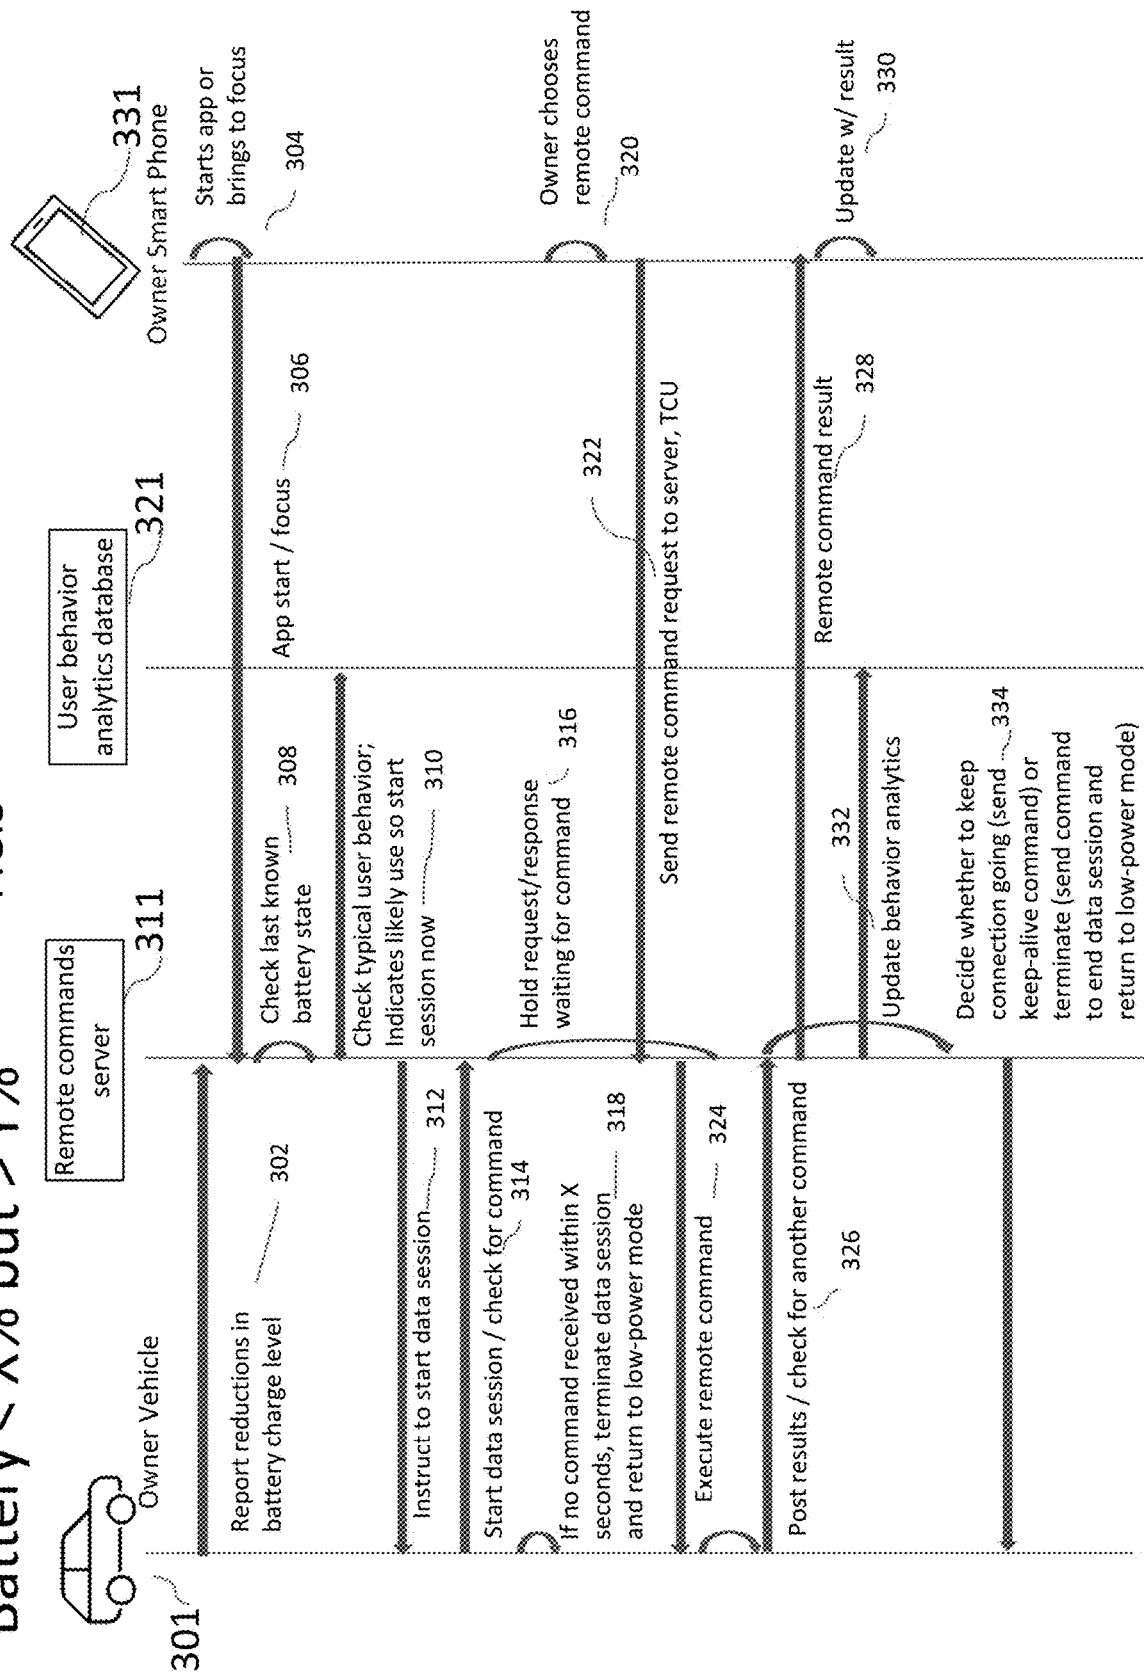 Battery < X% but > Y%
Owner Vehicle
301
Remote commands
server
311
User behavior
analytics database
321
Owner Smart Phone
331
Starts app or
brings to focus
304
Report reductions in
battery charge level
302
App start / focus
306
Check last known
battery state
308
Check typical user behavior;
Indicates likely use so start
session now
310
Instruct to start data session
312
Start data session / check for command
314
Hold request/response
waiting for command
316
If no command received within X
seconds, terminate data session
and return to low-power mode
318
Owner chooses
remote command
320
322
Send remote command request to server, TCU
Execute remote command
324
Post results / check for another command
326
Remote command result
328
Update w/ result
330
332
Update behavior analytics
Decide whether to keep
connection going (send
334
keep-alive command) or
terminate (send command
to end data session and
return to low-power mode)